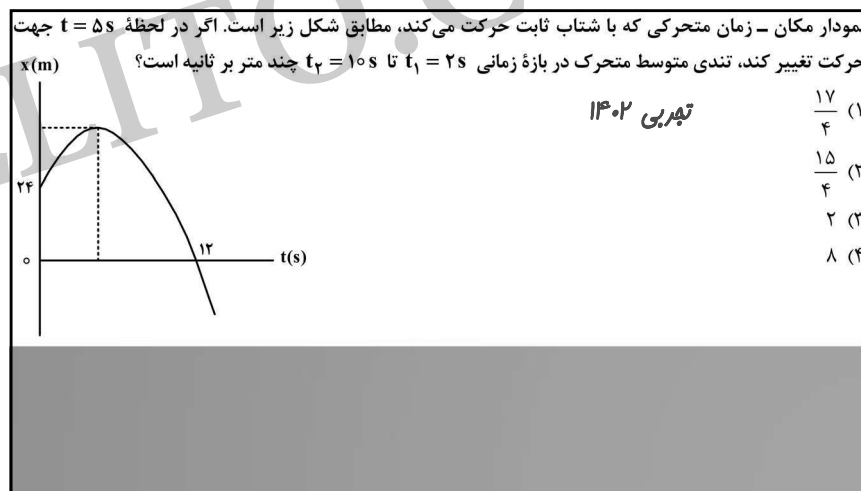 نمودار مکان – زمان متحرکی که با شتاب ثابت حرکت می‌کند، مطابق شکل زیر است. اگر در لحظهٔ t = ۵s جهت
حرکت تغییر کند، تندی متوسط متحرک در بازهٔ زمانی t₁ = ۲s تا t₂ = ۱۰s چند متر بر ثانیه است؟
تجربی ۱۴۰۲
۱) ۱۷/۴
۲) ۱۵/۴
۳) ۲
۴) ۸
x(m)
۲۴
۰
۱۲
t(s)
LITO.C